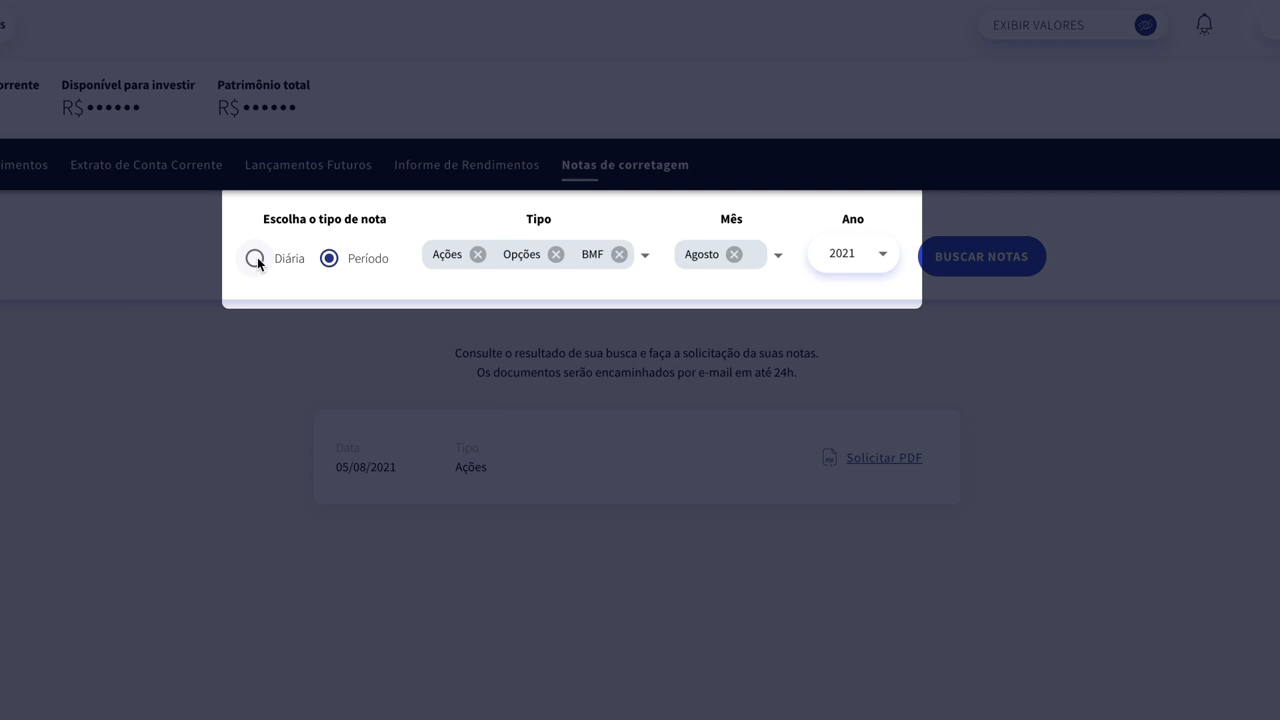 s
EXIBIR VALORES
orrente Disponível para investir Patrimônio total
R$•••••• R$••••••
imentos Extrato de Conta Corrente Lançamentos Futuros Informe de Rendimentos Notas de corretagem
Escolha o tipo de nota Tipo Mês Ano
Diária Período Ações Opções BMF Agosto 2021 BUSCAR NOTAS
Consulte o resultado de sua busca e faça a solicitação da suas notas.
Os documentos serão encaminhados por e-mail em até 24h.
Data Tipo
05/08/2021 Ações Solicitar PDF